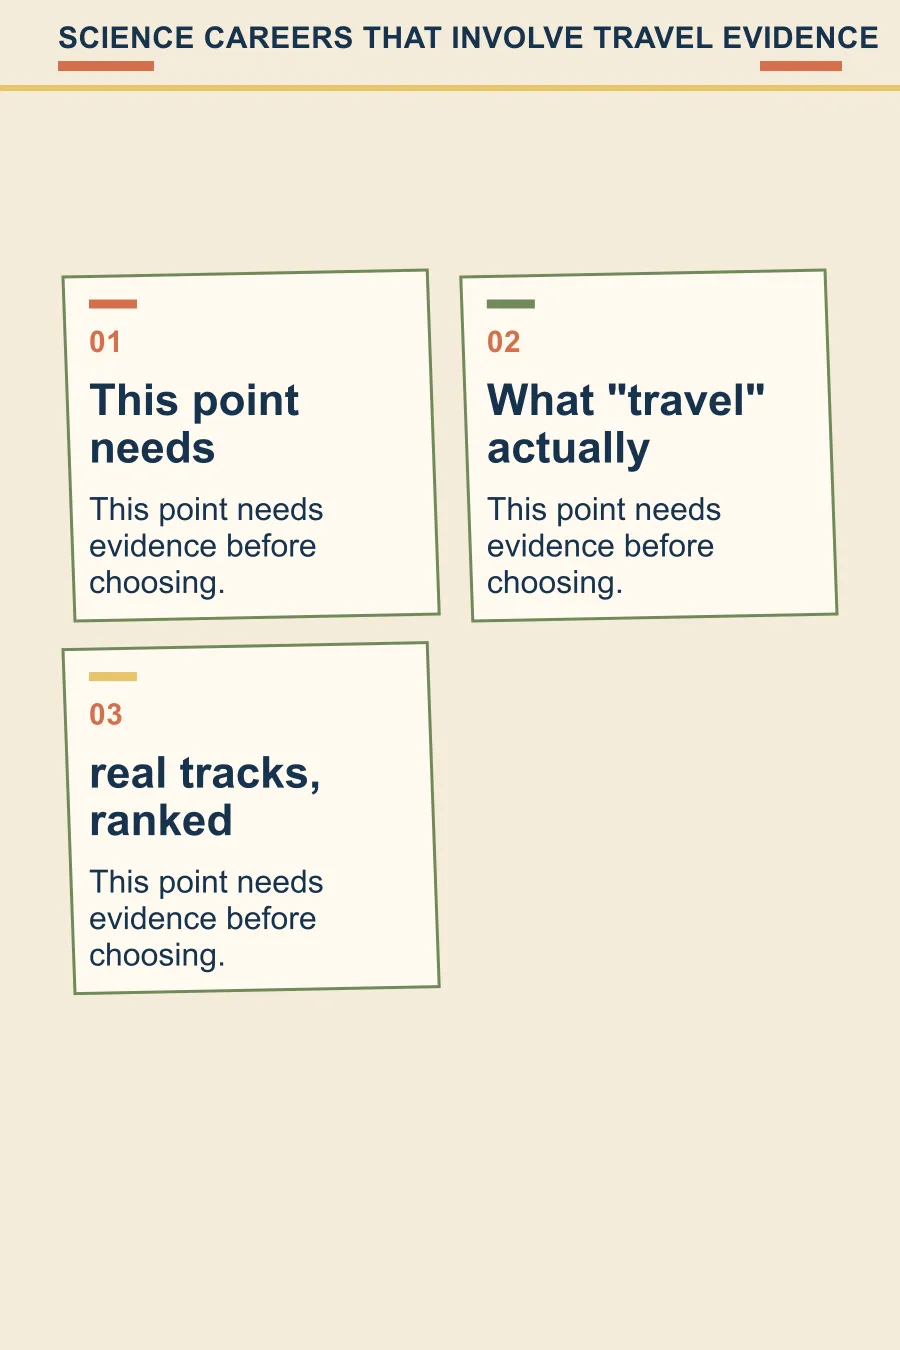 SCIENCE CAREERS THAT INVOLVE TRAVEL EVIDENCE
01
This point
needs
This point needs
evidence before
choosing.
02
What "travel"
actually
This point needs
evidence before
choosing.
03
real tracks,
ranked
This point needs
evidence before
choosing.